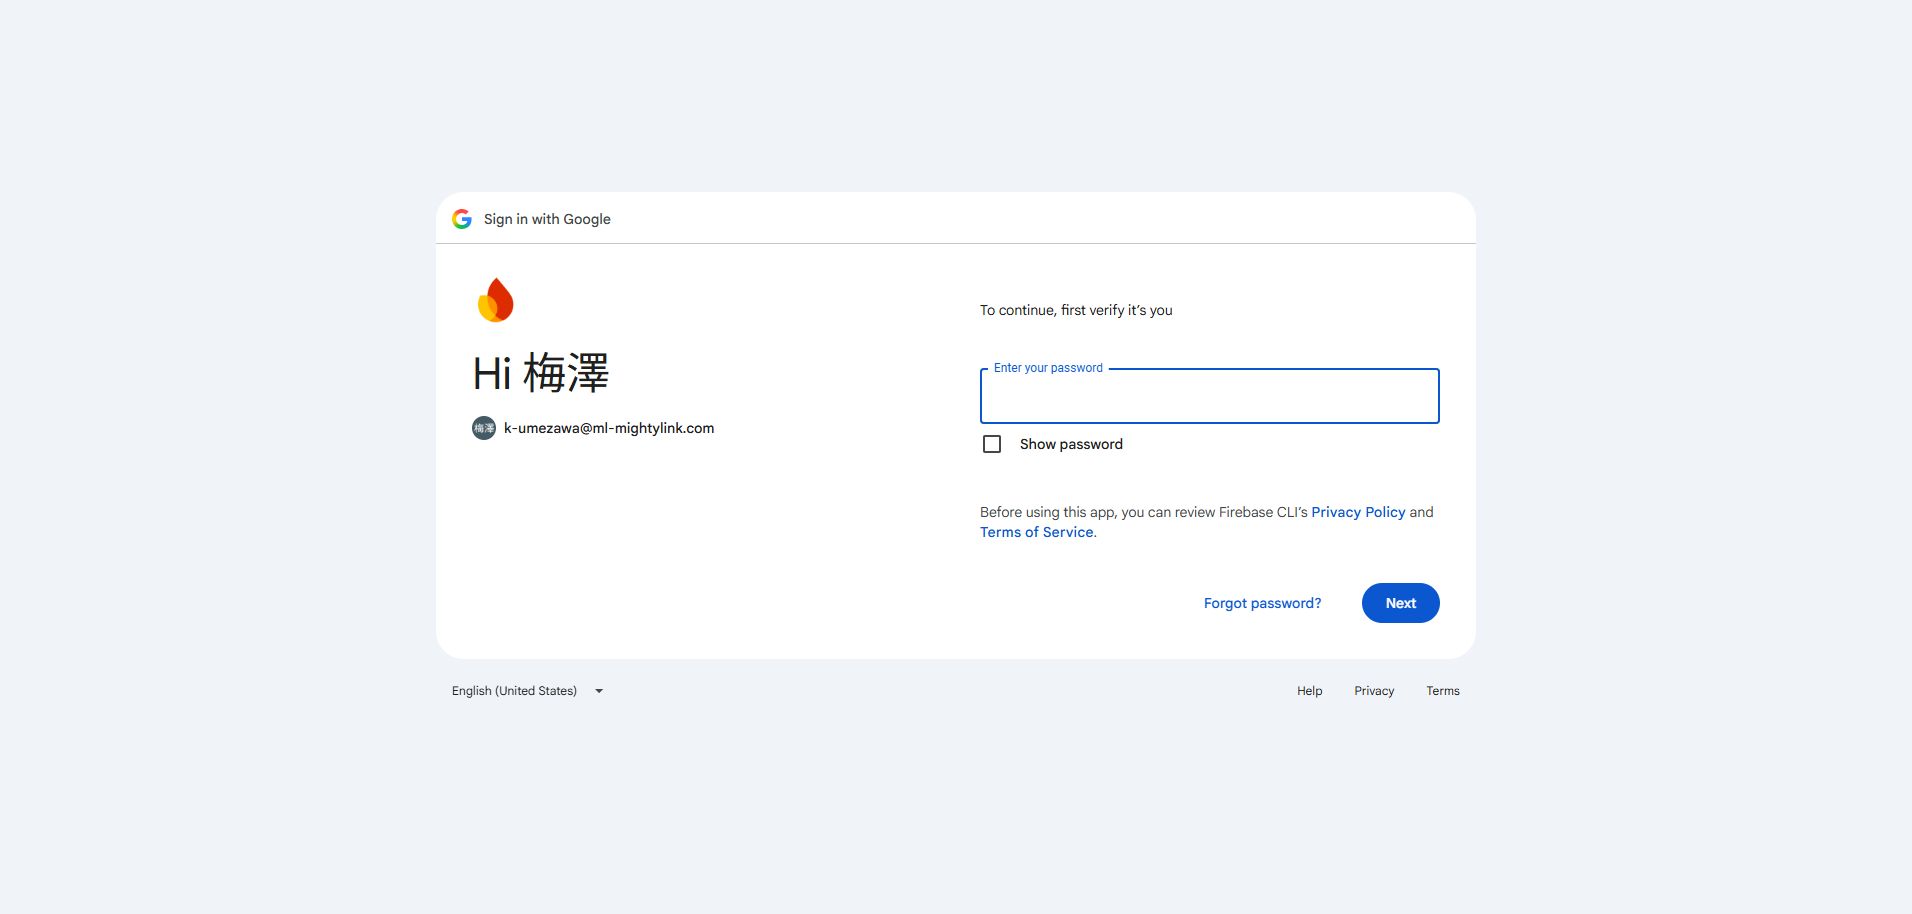 Sign in with Google
Hi 梅澤
梅澤 k-umezawa@ml-mightylink.com
To continue, first verify it’s you
Enter your password
Show password
Before using this app, you can review Firebase CLI’s Privacy Policy and
Terms of Service.
Forgot password? Next
English (United States) Help Privacy Terms